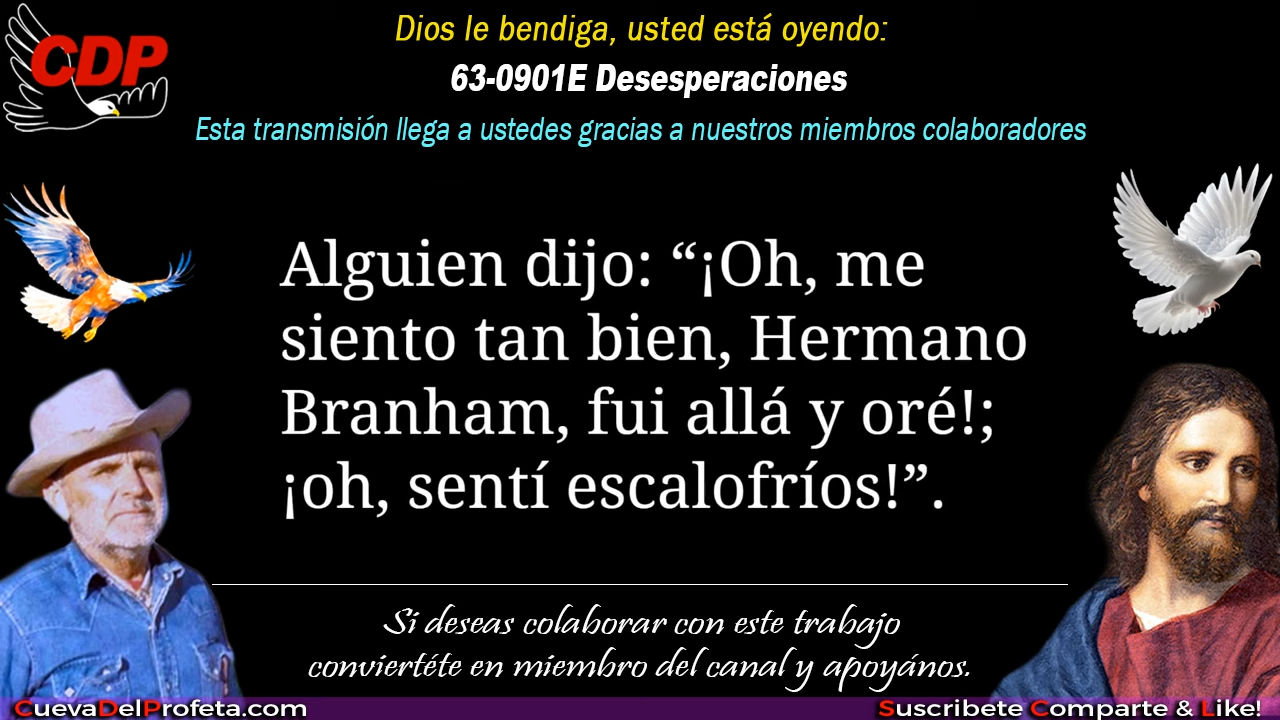 CDP
Dios le bendiga, usted está oyendo:
63-0901E Desesperaciones
Esta transmisión llega a ustedes gracias a nuestros miembros colaboradores
Alguien dijo: “¡Oh, me
siento tan bien, Hermano
Branham, fui allá y oré!;
¡oh, sentí escalofríos!”.
Si deseas colaborar con este trabajo
conviertéte en miembro del canal y apoyános.
CuevaDelProfeta.com
Suscribete Comparte & Like!